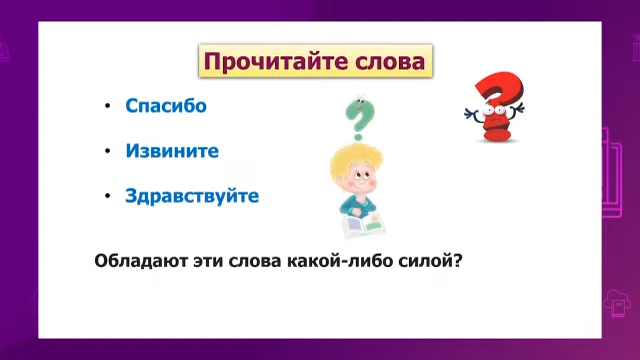 Прочитайте слова
• Спасибо
• Извините
• Здравствуйте
Обладают эти слова какой-либо силой?